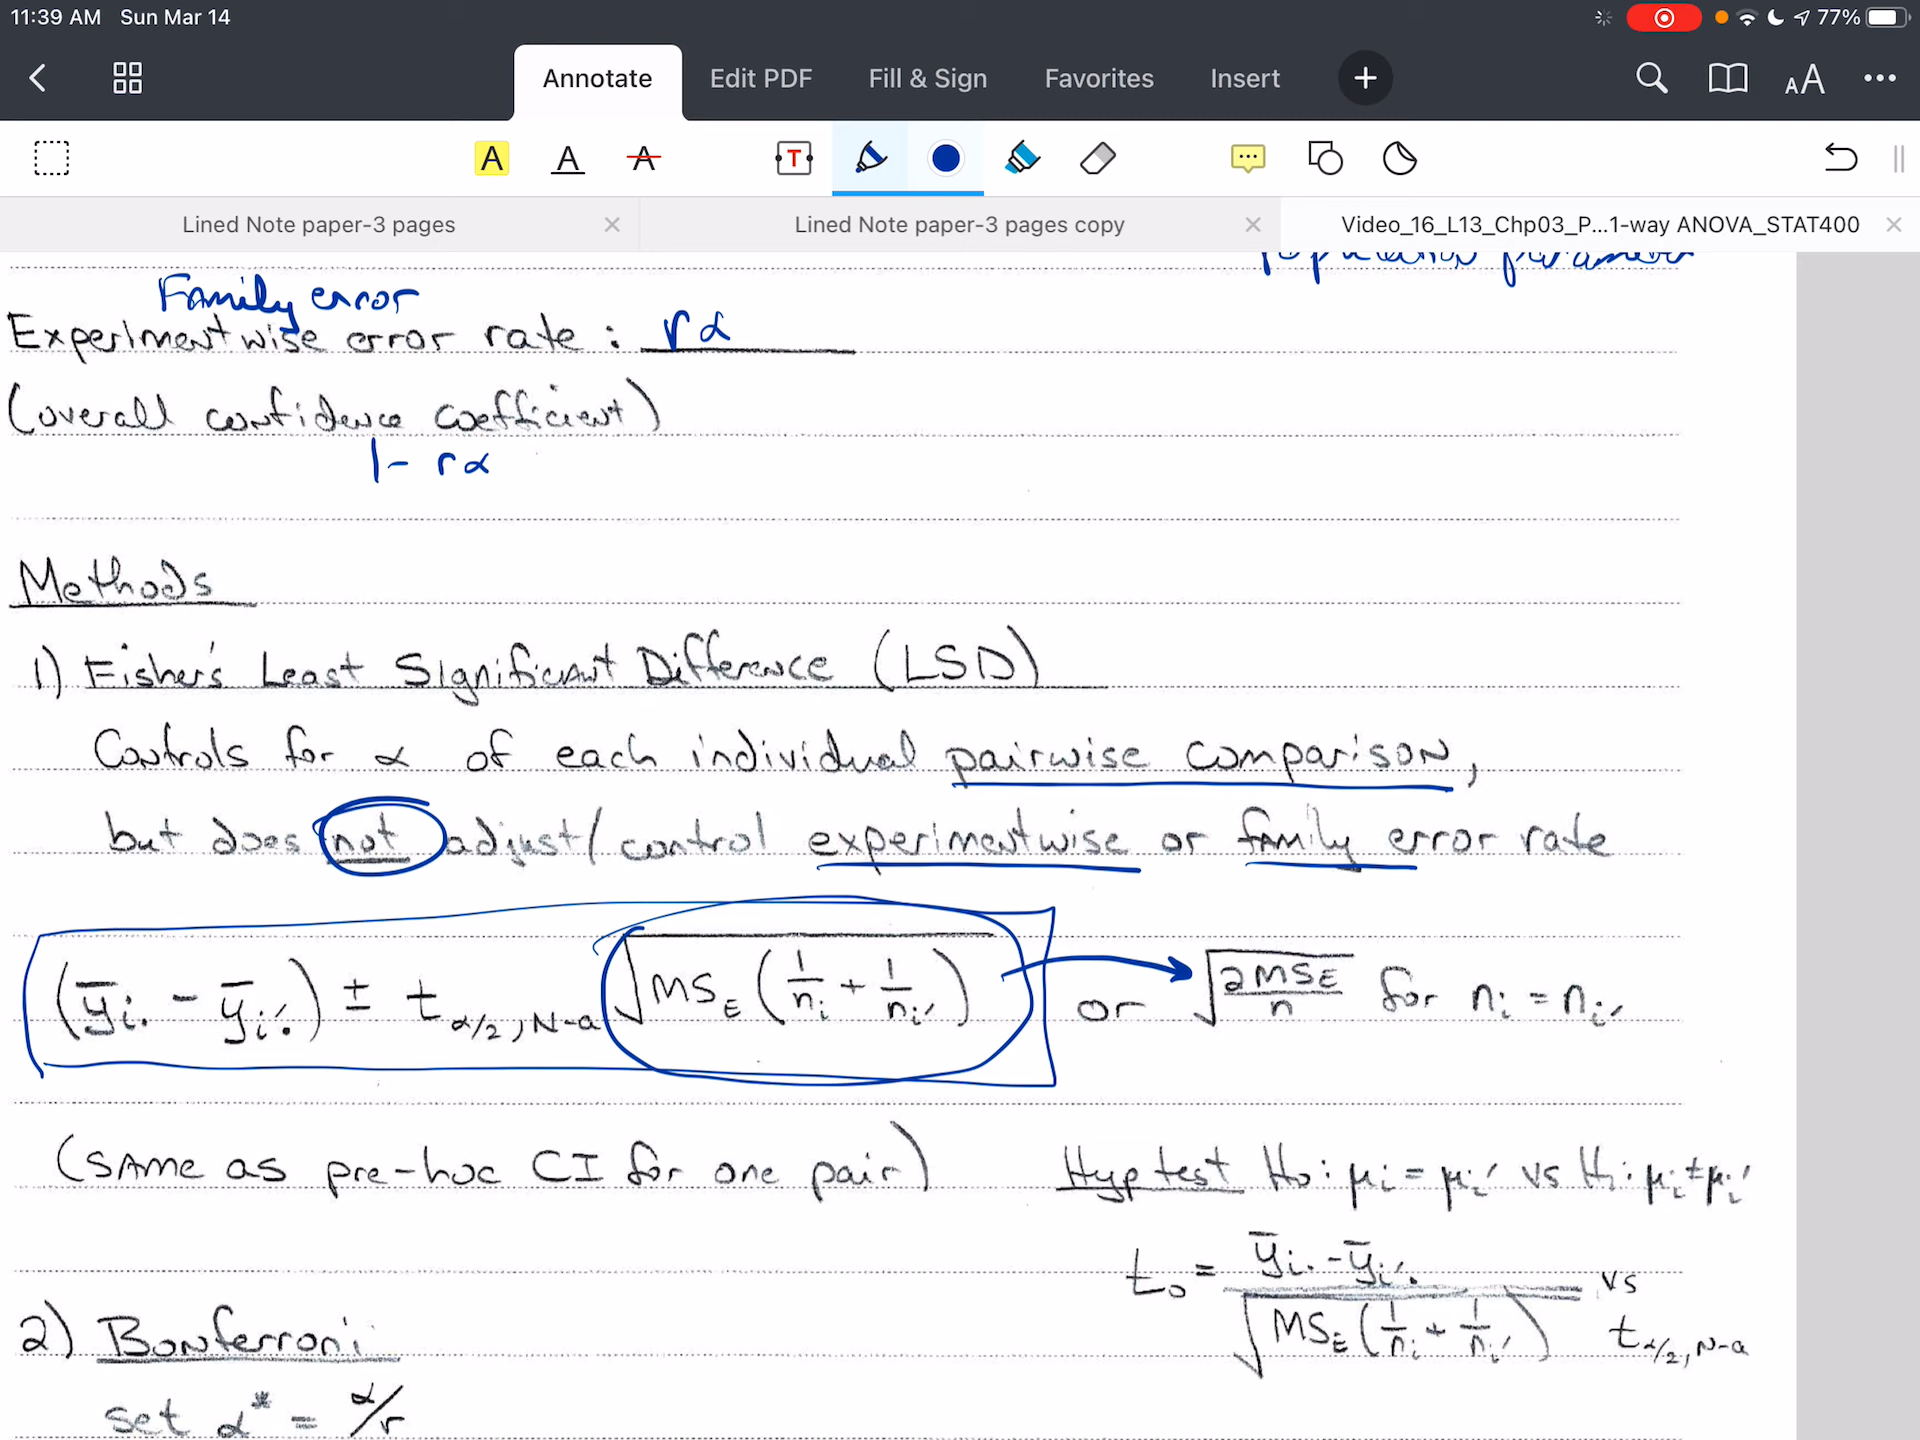 11:39 AM Sun Mar 14
77%
Annotate Edit PDF Fill & Sign Favorites Insert
AA
A A A T
Lined Note paper-3 pages
Lined Note paper-3 pages copy
Video_16_L13_Chp03_P...1-way ANOVA_STAT400
population parameter
Family error
Experimentwise error rate : rα
(overall confidence coefficient)
1- rα
Methods
1) Fisher's Least Significant Difference (LSD)
Controls for α of each individual pairwise comparison,
but does not adjust/control experimentwise or family error rate
(ȳi. - ȳi'.) ± t α/2, N-a √MSE (1/ni + 1/ni') or √2MSE/n for ni = ni'
(SAME as pre-hoc CI for one pair) Hyp test H0: μi = μi' vs H1: μi ≠ μi'
t0 = ȳi. - ȳi'. / √MSE (1/ni + 1/ni') vs t α/2, N-a
2) Bonferroni
set α* = α/r